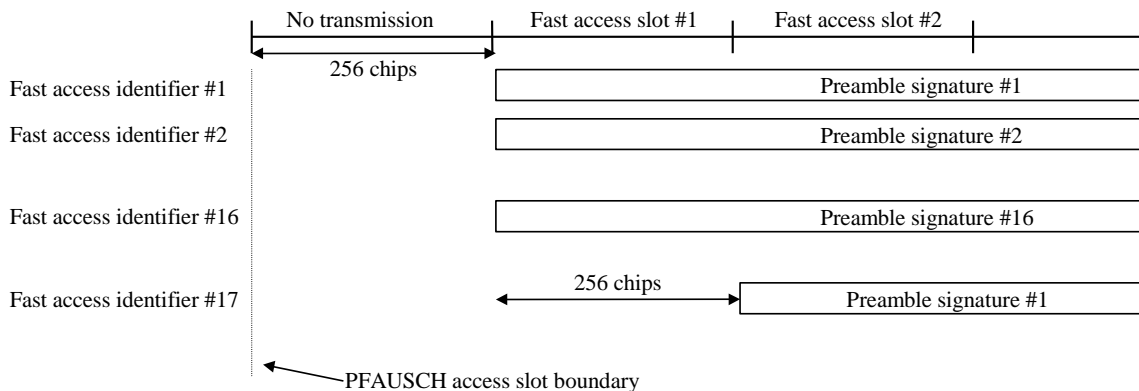 No transmission
Fast access slot #1
Fast access slot #2
256 chips
Fast access identifier #1
Preamble signature #1
Fast access identifier #2
Preamble signature #2
Fast access identifier #16
Preamble signature #16
256 chips
Fast access identifier #17
Preamble signature #1
PFAUSCH access slot boundary